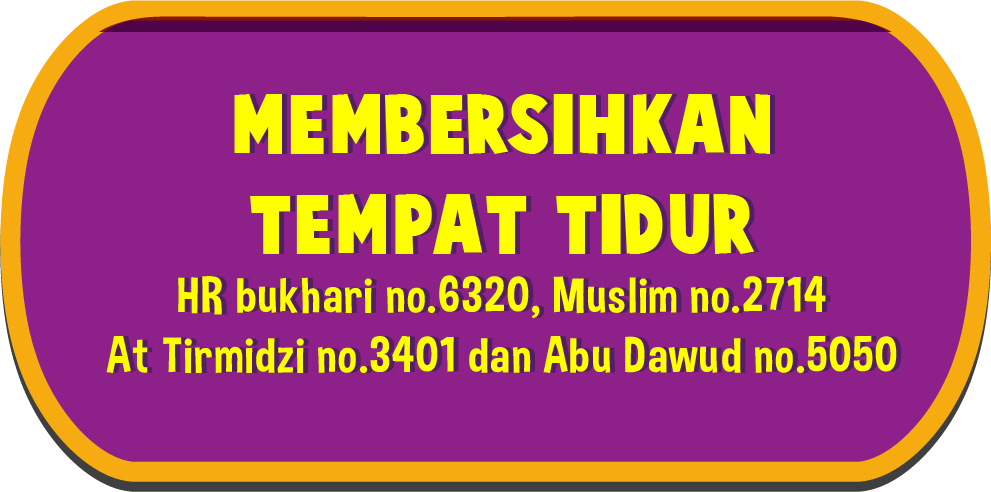 MEMBERSIHKAN
TEMPAT TIDUR
HR bukhari no.6320, Muslim no.2714
At Tirmidzi no.3401 dan Abu Dawud no.5050